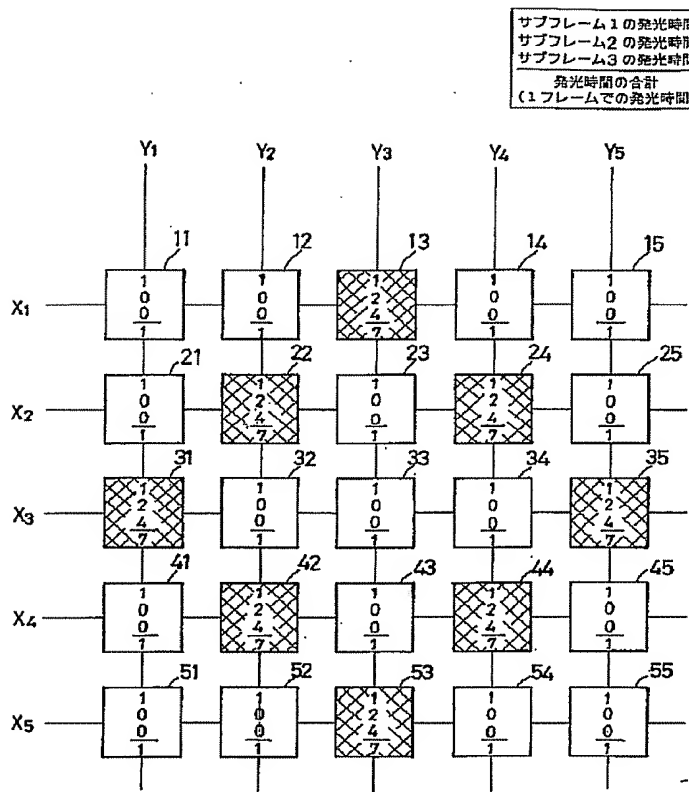 サブフレーム1の発光時間
サブフレーム2の発光時間
サブフレーム3の発光時間
発光時間の合計
(1フレームでの発光時間
Y1 Y2 Y3 Y4 Y5
11 12 13 14 15
1 1 1 1 1
0 0 2 0 0
X1 0 0 4 0 0
1 1 7 1 1
21 22 23 24 25
1 1 1 1 1
0 2 0 2 0
X2 0 4 0 4 0
1 7 1 7 1
31 32 33 34 35
1 1 1 1 1
2 0 0 0 2
X3 4 0 0 0 4
7 1 1 1 7
41 42 43 44 45
1 1 1 1 1
0 2 0 2 0
X4 0 4 0 4 0
1 7 1 7 1
51 52 53 54 55
1 1 1 1 1
0 0 2 0 0
X5 0 0 4 0 0
1 1 7 1 1